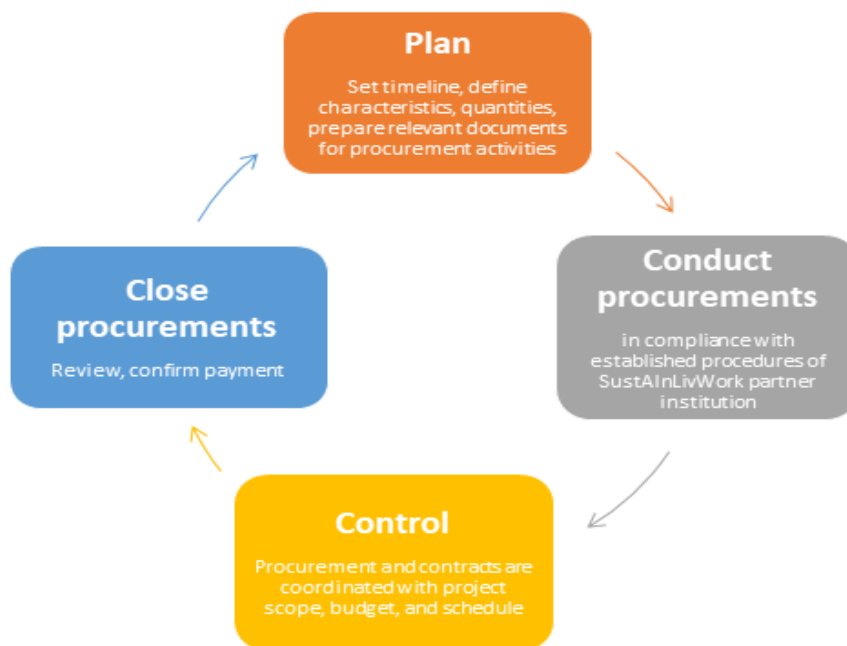 Plan
Set timeline, define
characteristics, quantities,
prepare relevant documents
for procurement activities
Conduct
procurements
in compliance with
established procedures of
SustAInLivWork partner
institution
Control
Procurement and contracts are
coordinated with project
scope, budget, and schedule
Close
procurements
Review, confirm payment